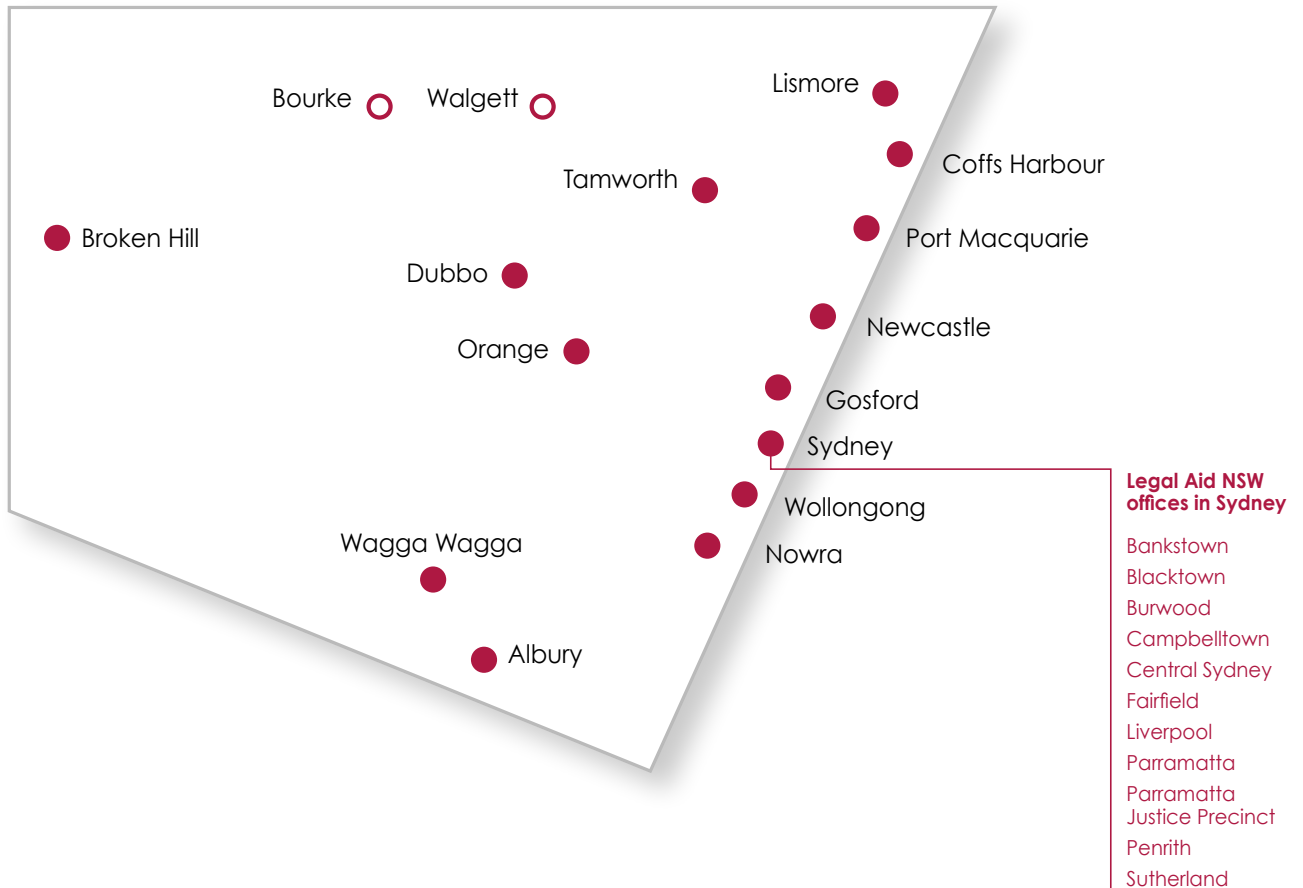 Lismore
Bourke
Walgett
Coffs Harbour
Tamworth
Broken Hill
Port Macquarie
Dubbo
Newcastle
Orange
Gosford
Sydney
Legal Aid NSW
offices in Sydney
Wollongong
Wagga Wagga
Nowra
Albury
Bankstown
Blacktown
Burwood
Campbelltown
Central Sydney
Fairfield
Liverpool
Parramatta
Parramatta
Justice Precinct
Penrith
Sutherland